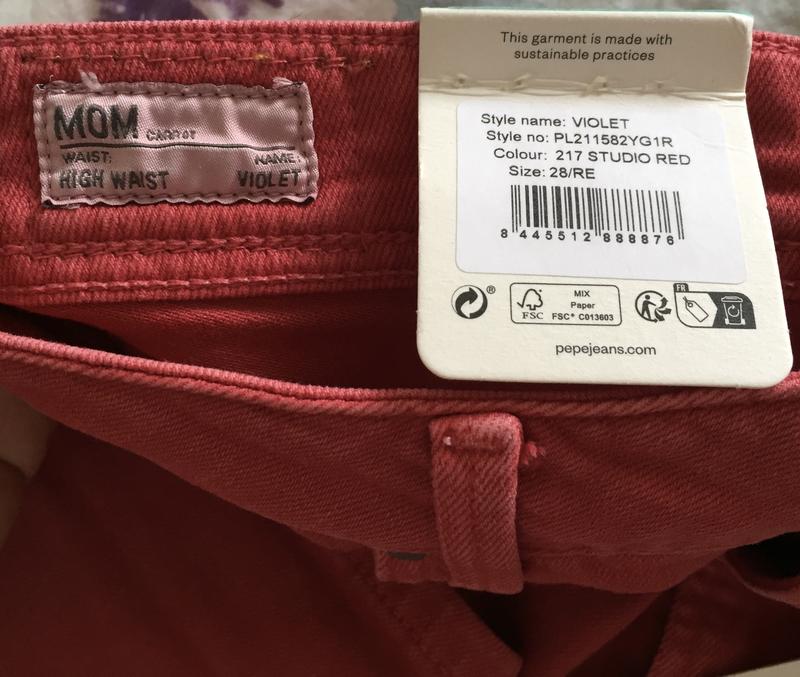 MOM CARROT
WAIST: NAME:
HIGH WAIST VIOLET
This garment is made with
sustainable practices
Style name: VIOLET
Style no: PL211582YG1R
Colour: 217 STUDIO RED
Size: 28/RE
8 445512 888876
®
FSC
MIX
Paper
FSC® C013603
FR
pepejeans.com